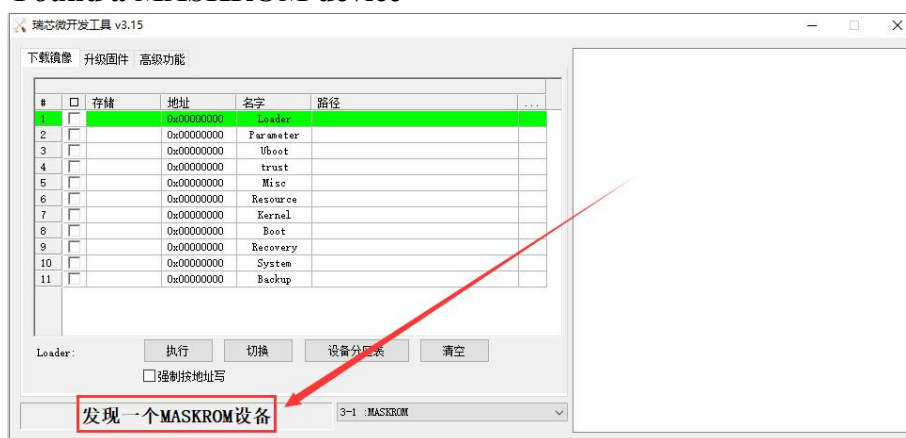 Found a MASKROM device
瑞芯微开发工具 v3.15
下载镜像 升级固件 高级功能
# 存储 地址 名字 路径 ...
1 0x00000000 Loader
2 0x00000000 Parameter
3 0x00000000 Uboot
4 0x00000000 trust
5 0x00000000 Misc
6 0x00000000 Resource
7 0x00000000 Kernel
8 0x00000000 Boot
9 0x00000000 Recovery
10 0x00000000 System
11 0x00000000 Backup
Loader: 执行 切换 设备分区表 清空
强制按地址写
发现一个MASKROM设备 3-1 :MASKROM